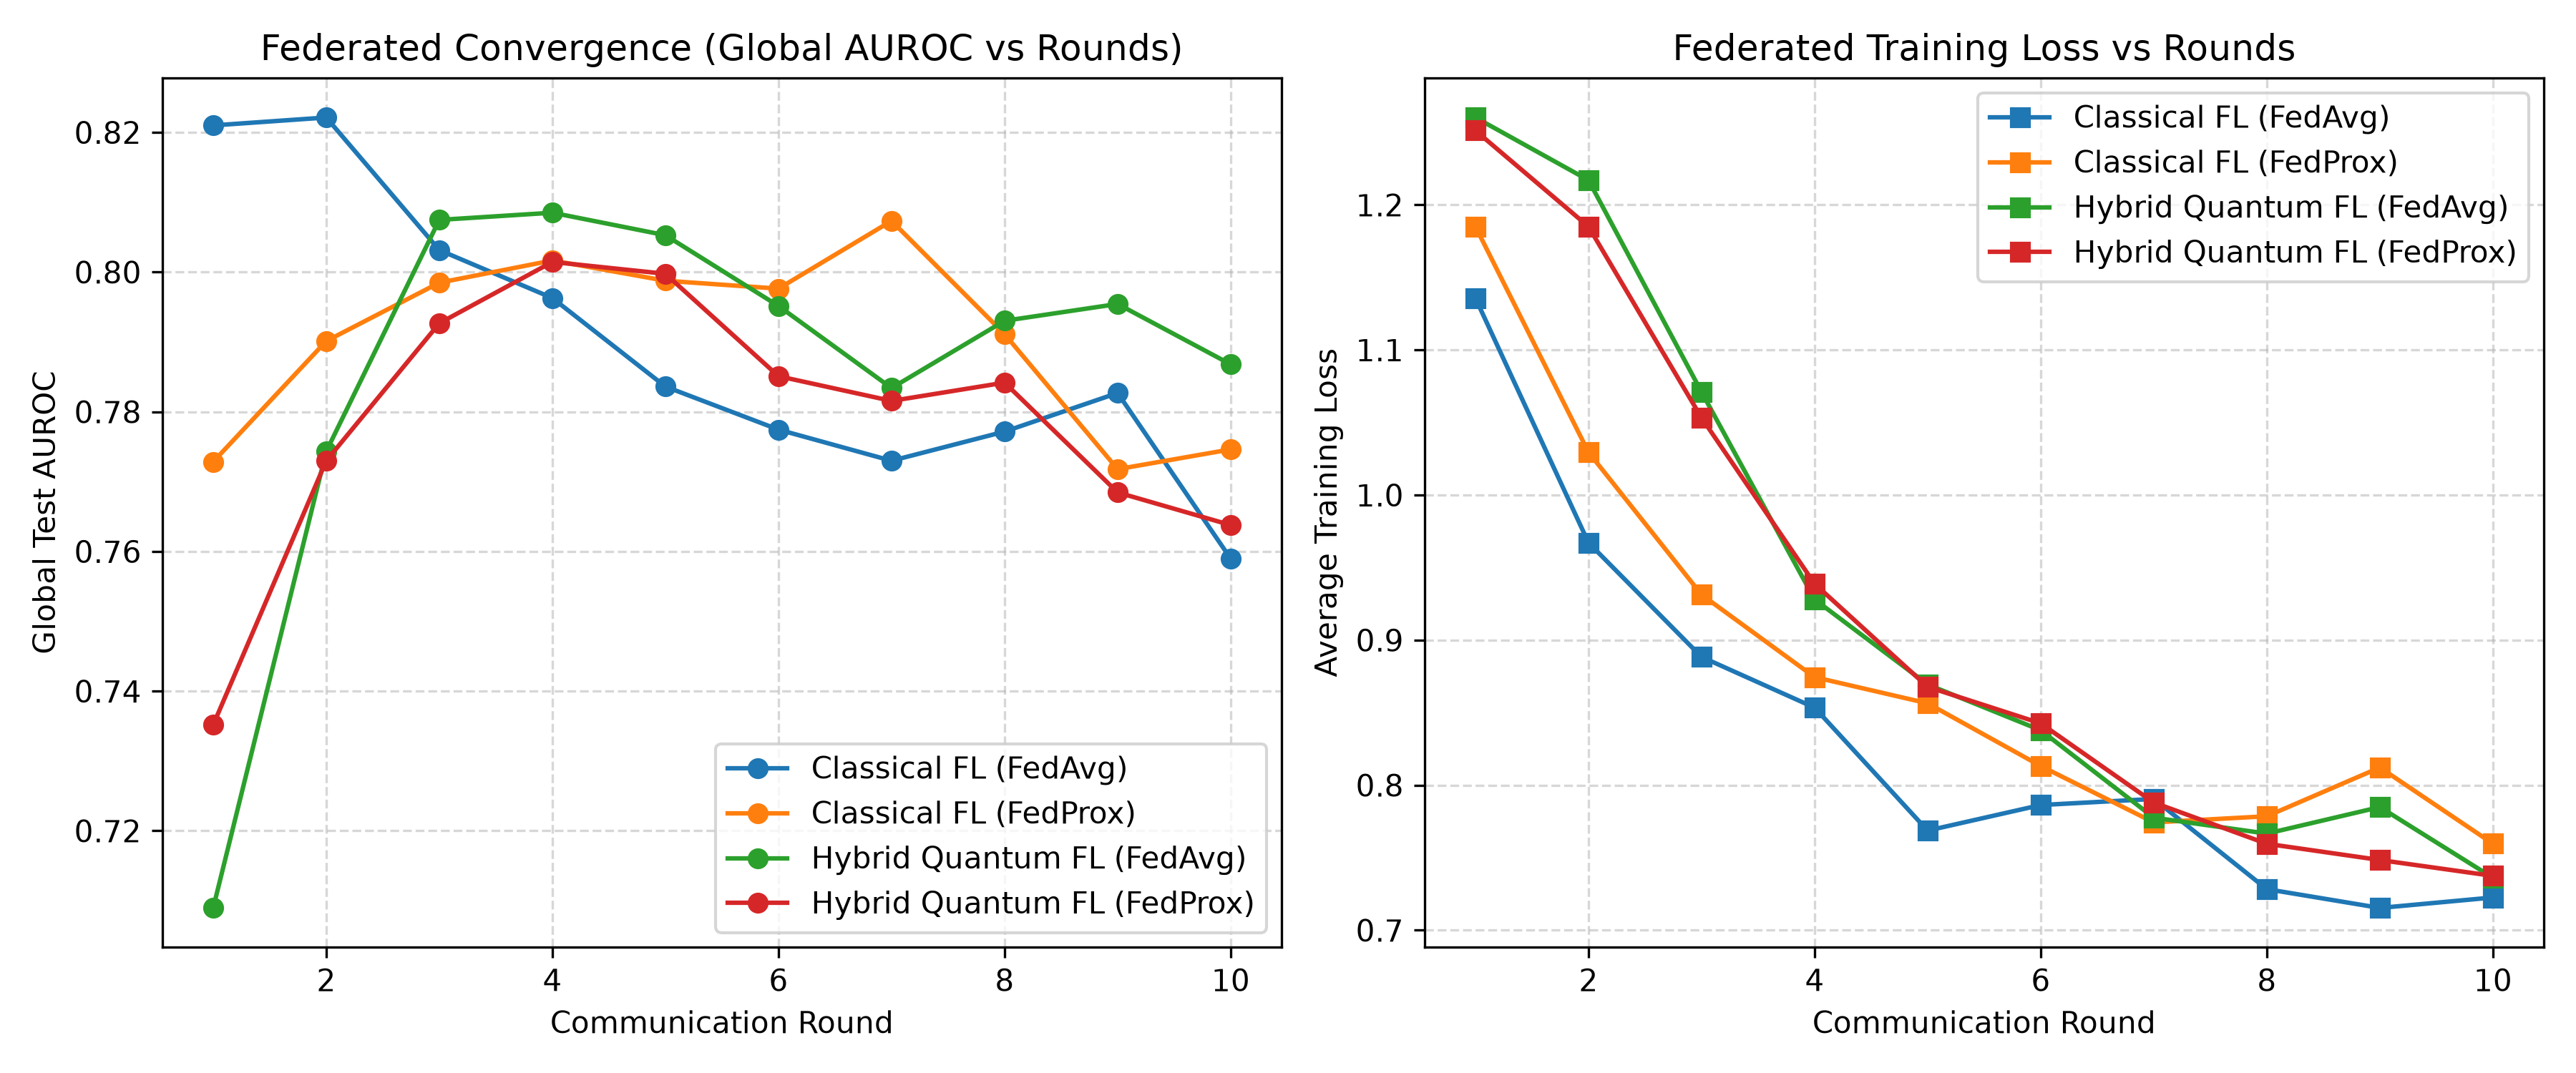 Federated Convergence (Global AUROC vs Rounds)
Global Test AUROC
0.82
0.80
0.78
0.76
0.74
0.72
2
4
6
8
10
Communication Round
Classical FL (FedAvg)
Classical FL (FedProx)
Hybrid Quantum FL (FedAvg)
Hybrid Quantum FL (FedProx)
Federated Training Loss vs Rounds
Average Training Loss
1.2
1.1
1.0
0.9
0.8
0.7
2
4
6
8
10
Communication Round
Classical FL (FedAvg)
Classical FL (FedProx)
Hybrid Quantum FL (FedAvg)
Hybrid Quantum FL (FedProx)